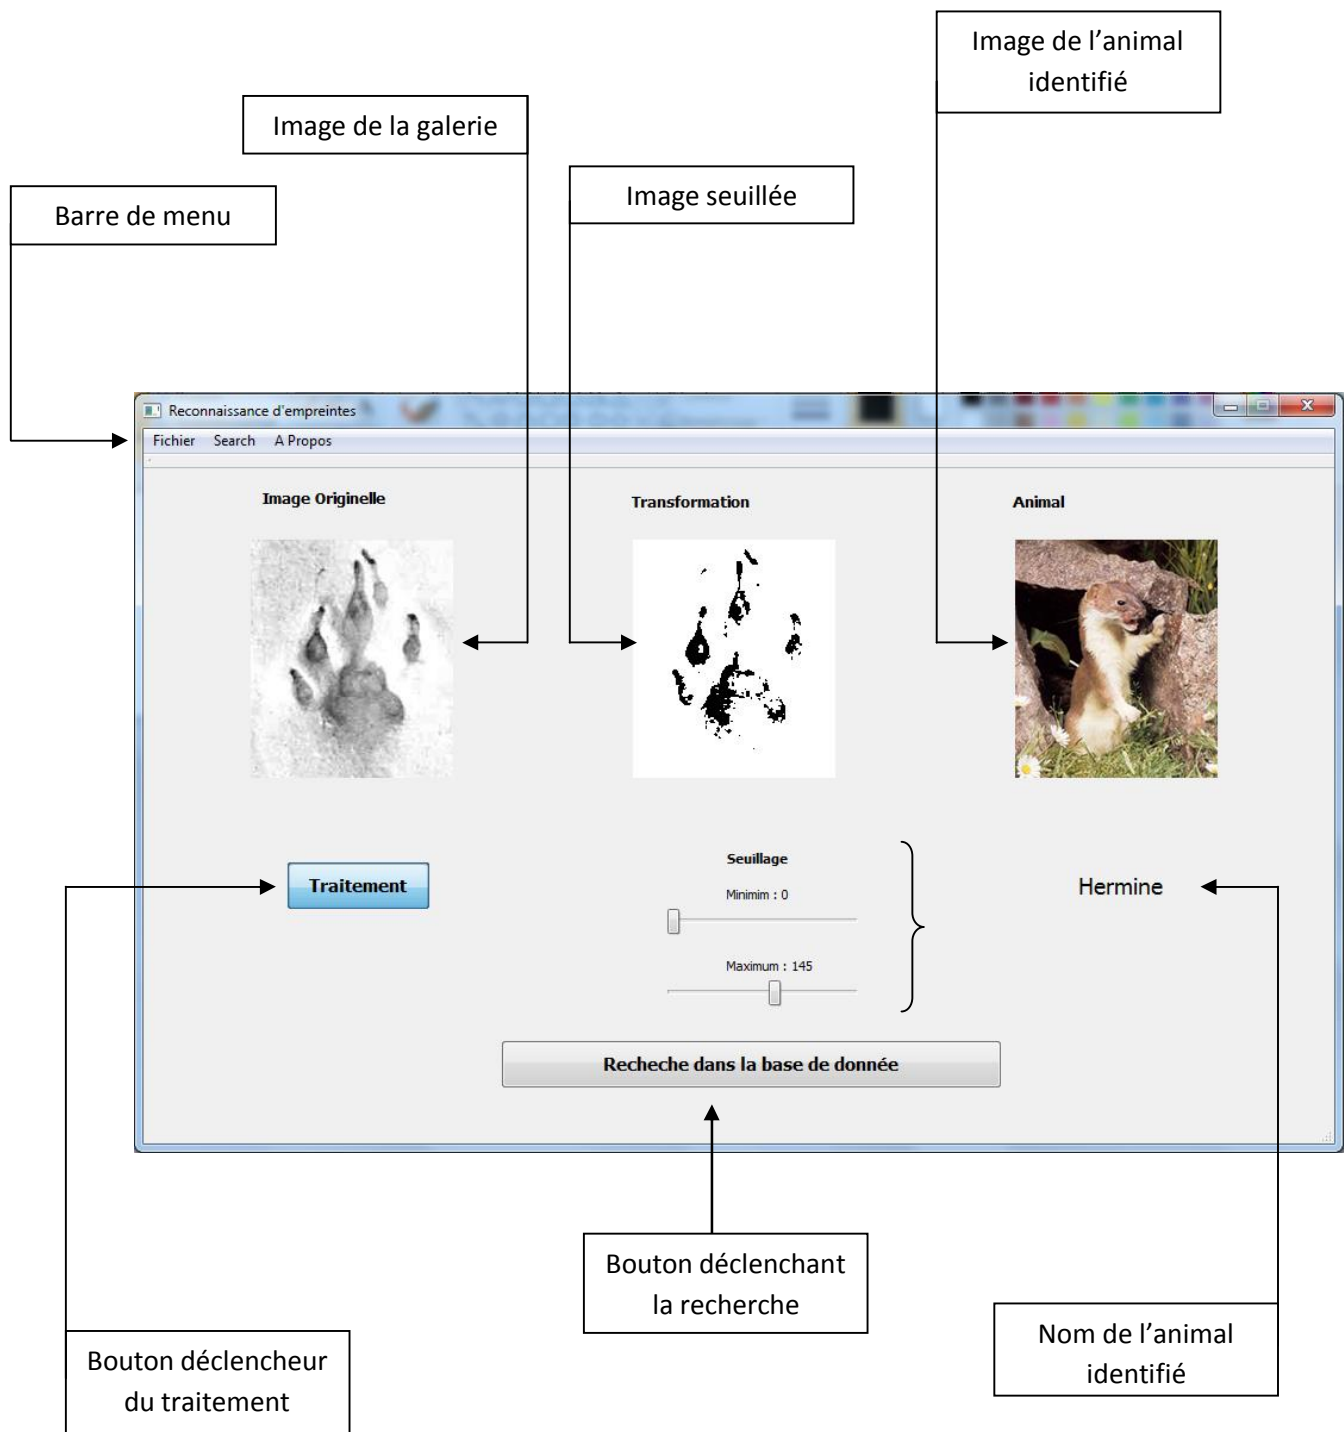 Image de l'animal
identifié
Image de la galerie
Image seuillée
Barre de menu
Reconnaissance d'empreintes
Fichier Search A Propos
Image Originelle
Transformation
Animal
Seuillage
Traitement
Minimim : 0
Hermine
Maximum : 145
Recheche dans la base de donnée
Bouton déclenchant
la recherche
Nom de l'animal
identifié
Bouton déclencheur
du traitement